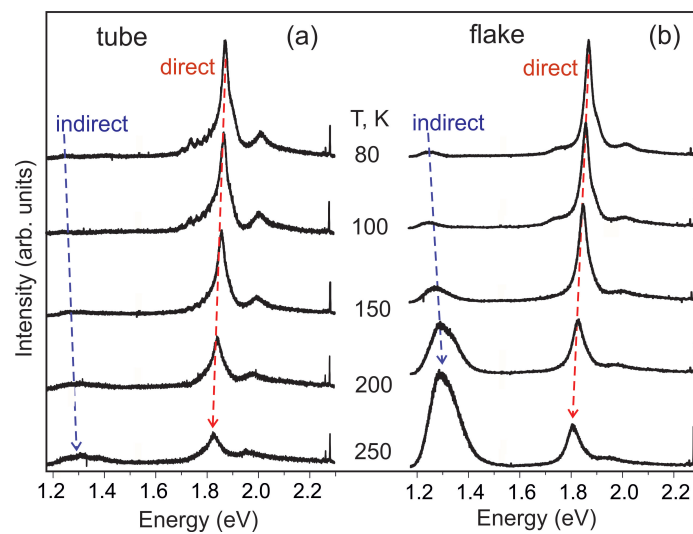 tube (a)
flake (b)
direct
direct
indirect
indirect
T, K
80
100
150
200
250
Intensity (arb. units)
1.2 1.4 1.6 1.8 2.0 2.2
1.2 1.4 1.6 1.8 2.0 2.2
Energy (eV)
Energy (eV)